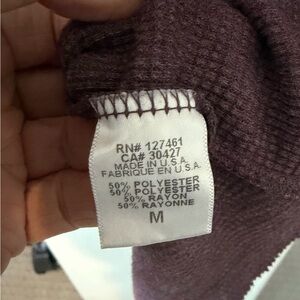 RN# 127461
CA# 30427
MADE IN U.S.A.
FABRIQUE EN U.S.A.
50% POLYESTER
50% POLYESTER
50% RAYON
50% RAYONNE
M